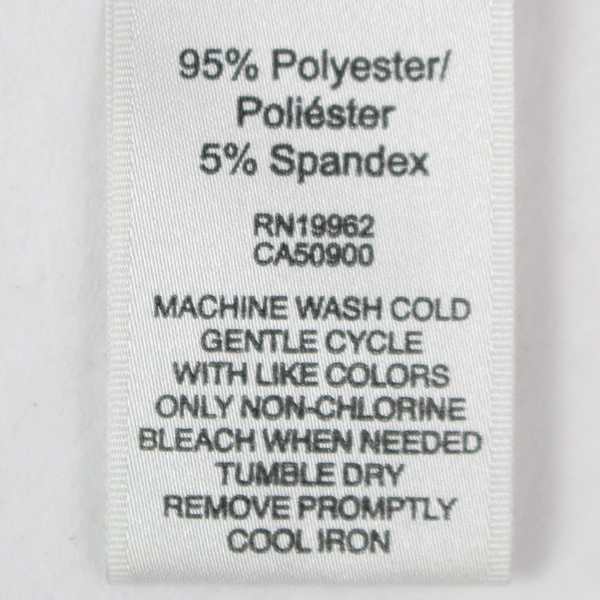 95% Polyester/
Poliéster
5% Spandex
RN19962
CA50900
MACHINE WASH COLD
GENTLE CYCLE
WITH LIKE COLORS
ONLY NON-CHLORINE
BLEACH WHEN NEEDED
TUMBLE DRY
REMOVE PROMPTLY
COOL IRON